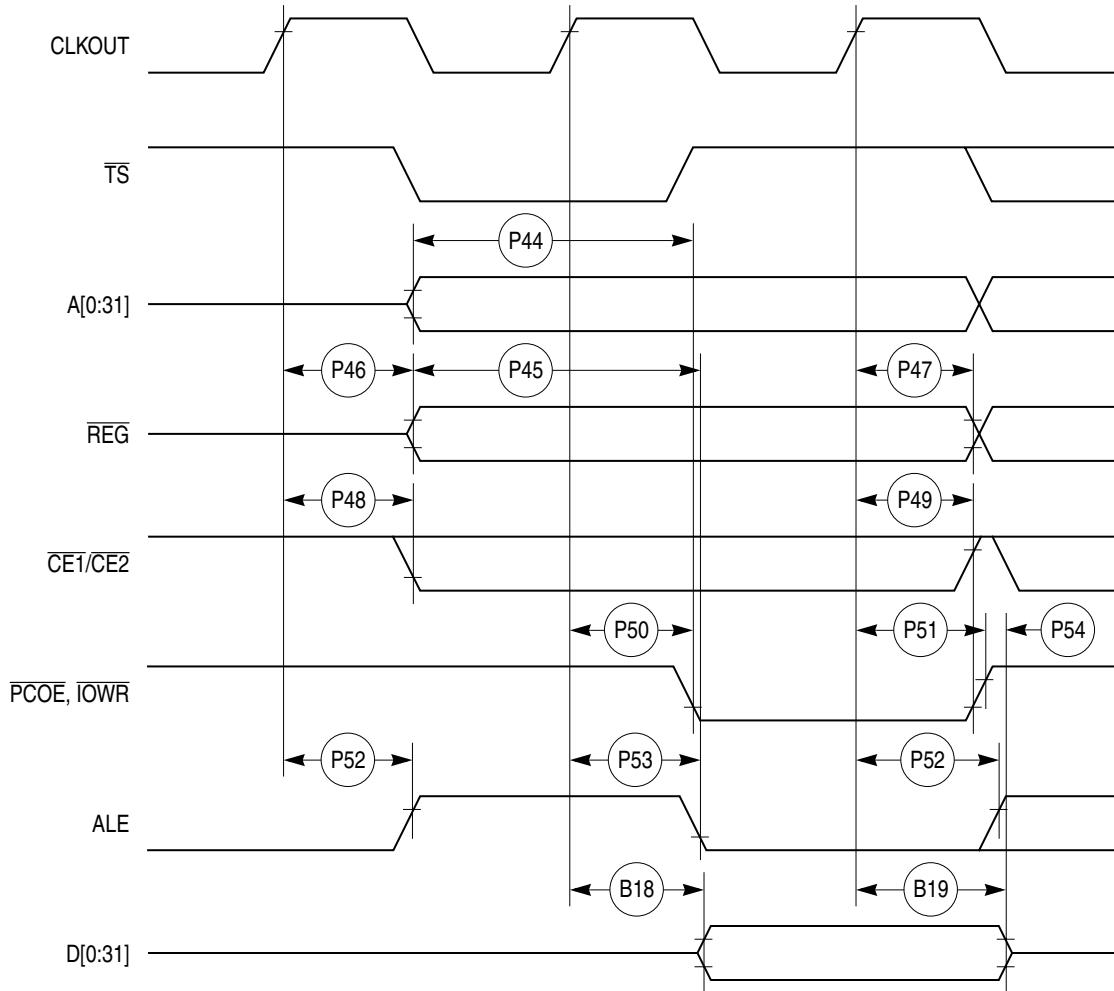 CLKOUT
TS
P44
A[0:31]
P46 P45 P47
REG
P48 P49
CE1/CE2
P50 P51 P54
PCOE, IOWR
P52 P53 P52
ALE
B18 B19
D[0:31]